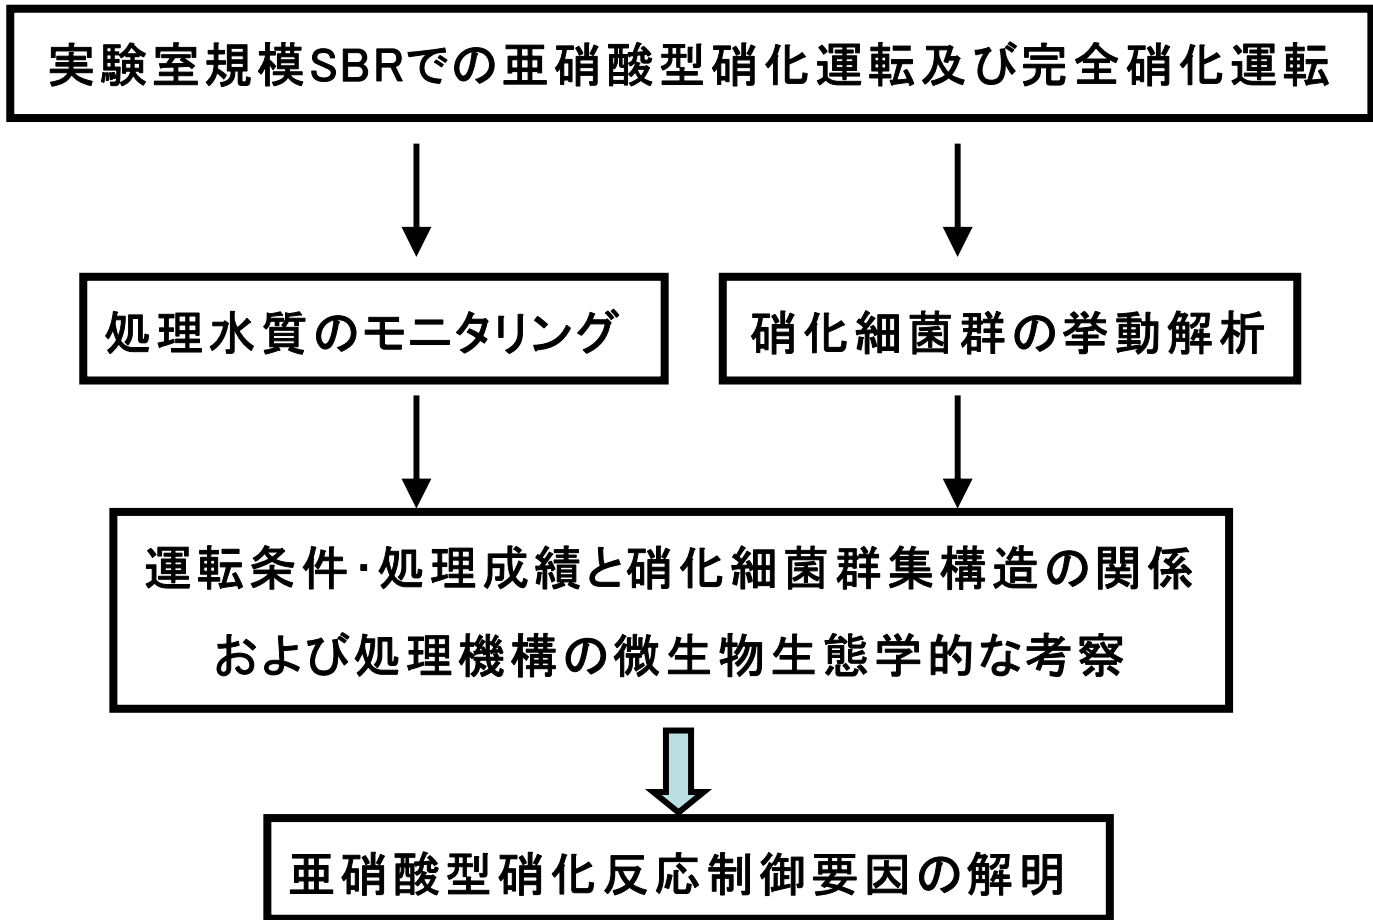 実験室規模SBRでの亜硝酸型硝化運転及び完全硝化運転
処理水質のモニタリング
硝化細菌群の挙動解析
運転条件・処理成績と硝化細菌群集構造の関係
および処理機構の微生物生態学的な考察
亜硝酸型硝化反応制御要因の解明